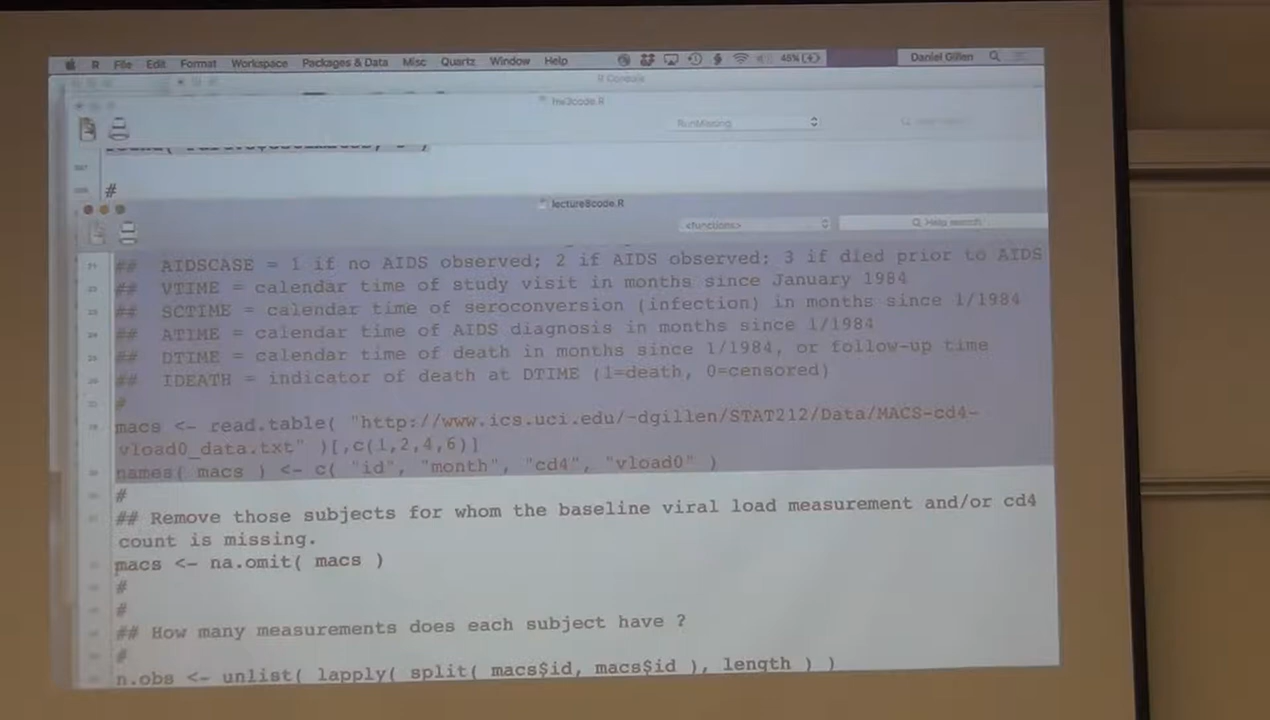 R File Edit Format Workspace Packages & Data Misc Quartz Window Help 45% Daniel Gillen
R Console
hw3code.R
RunMissing
#
lecture8code.R
<functions> Help search
## AIDSCASE = 1 if no AIDS observed; 2 if AIDS observed; 3 if died prior to AIDS
## VTIME = calendar time of study visit in months since January 1984
## SCTIME = calendar time of seroconversion (infection) in months since 1/1984
## ATIME = calendar time of AIDS diagnosis in months since 1/1984
## DTIME = calendar time of death in months since 1/1984, or follow-up time
## IDEATH = indicator of death at DTIME (1=death, 0=censored)
#
macs <- read.table( "http://www.ics.uci.edu/~dgillen/STAT212/Data/MACS-cd4-
vload0_data.txt" )[,c(1,2,4,6)]
names( macs ) <- c( "id", "month", "cd4", "vload0" )
#
## Remove those subjects for whom the baseline viral load measurement and/or cd4
count is missing.
macs <- na.omit( macs )
#
#
## How many measurements does each subject have ?
#
n.obs <- unlist( lapply( split( macs$id, macs$id ), length ) )